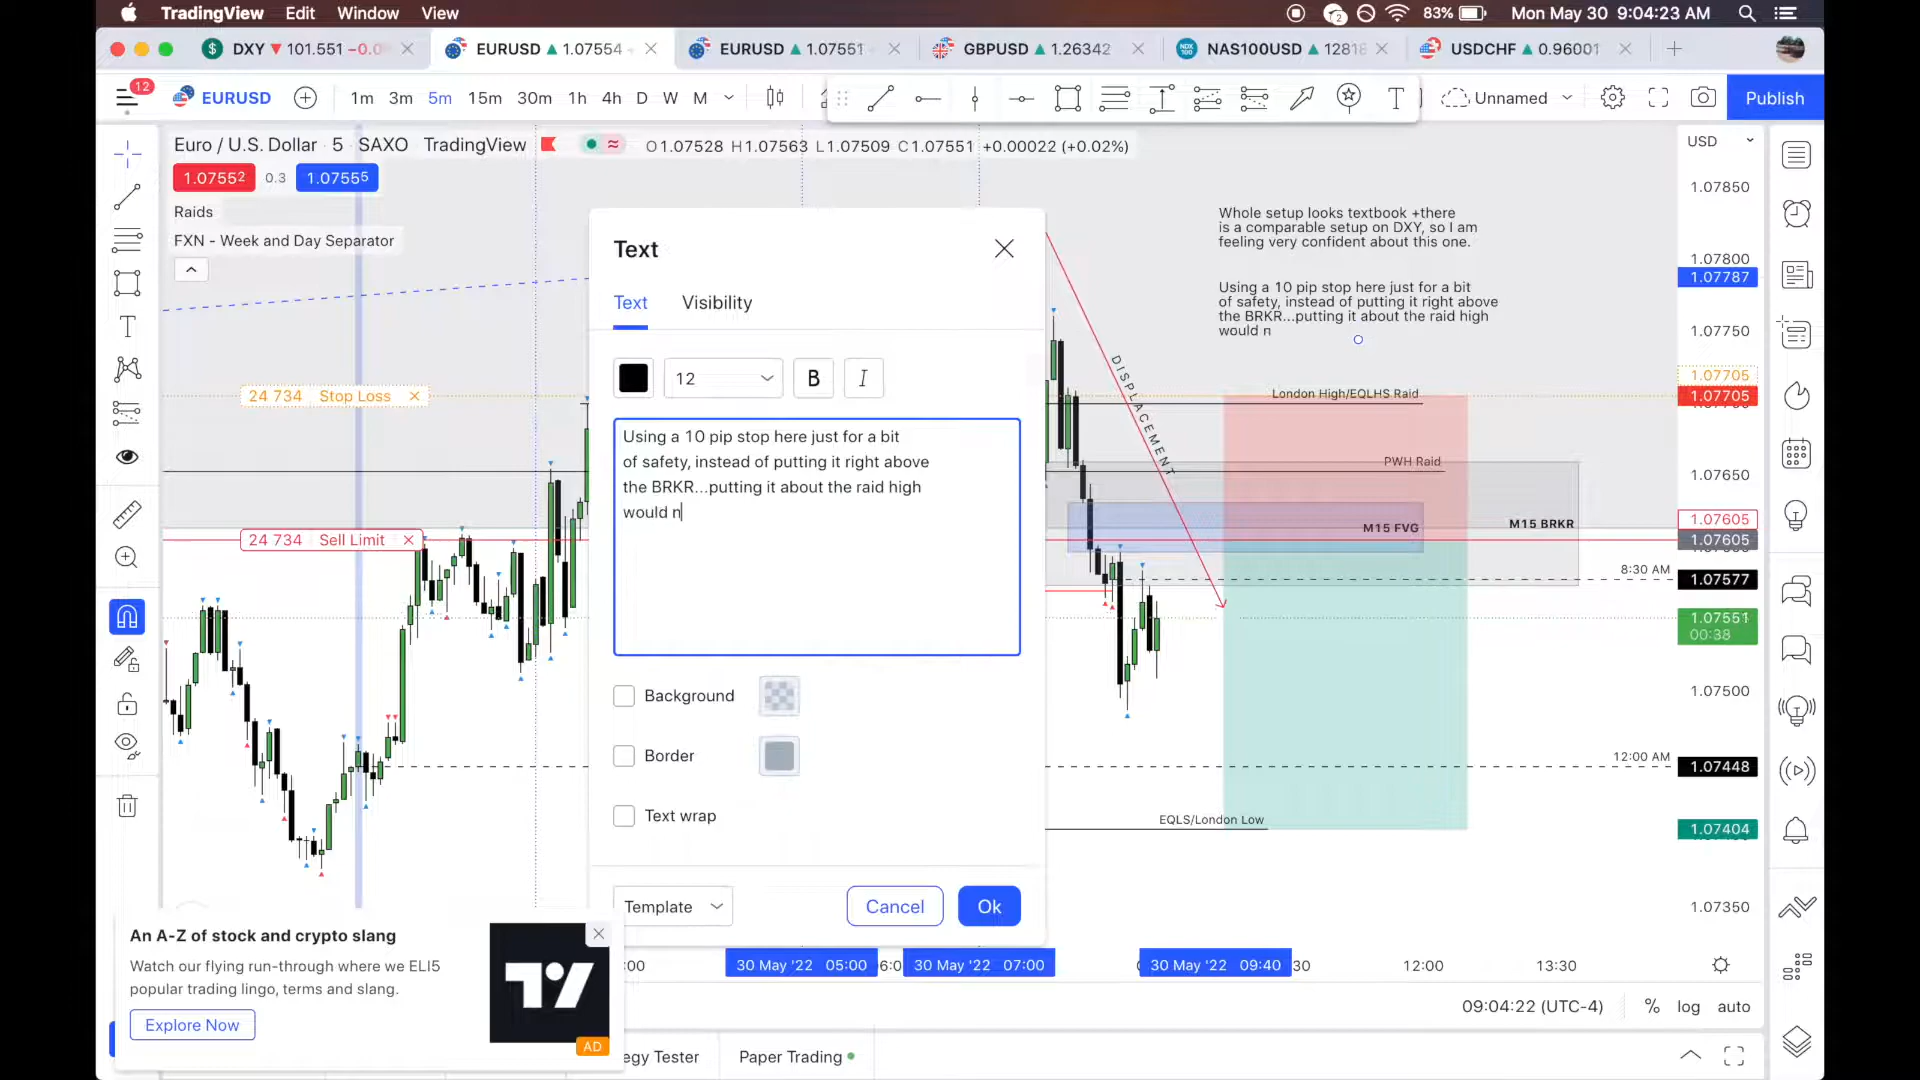 TradingView Edit Window View
2 83% Mon May 30 9:04:23 AM
DXY 101.551 −0.0
EURUSD 1.07554
EURUSD 1.07551
GBPUSD 1.26342
NAS100USD 12818
USDCHF 0.96001
12
EURUSD
1m 3m 5m 15m 30m 1h 4h D W M
T
Unnamed
Publish
Euro / U.S. Dollar · 5 · SAXO TradingView
O1.07528 H1.07563 L1.07509 C1.07551 +0.00022 (+0.02%)
USD
1.07552 0.3 1.07555
Raids
FXN - Week and Day Separator
Text
Text Visibility
12
B I
Using a 10 pip stop here just for a bit
of safety, instead of putting it right above
the BRKR...putting it about the raid high
would n
Background
Border
Text wrap
Template
Cancel
Ok
Whole setup looks textbook +there
is a comparable setup on DXY, so I am
feeling very confident about this one.
Using a 10 pip stop here just for a bit
of safety, instead of putting it right above
the BRKR...putting it about the raid high
would n
24 734 Stop Loss
24 734 Sell Limit
DISPLACEMENT
London High/EQLHS Raid
PWH Raid
M15 FVG
M15 BRKR
8:30 AM
12:00 AM
EQLS/London Low
1.07850
1.07800
1.07787
1.07750
1.07705
1.07705
1.07650
1.07605
1.07605
1.07577
1.07551
00:38
1.07500
1.07448
1.07404
1.07350
An A-Z of stock and crypto slang
Watch our flying run-through where we ELI5
popular trading lingo, terms and slang.
Explore Now
AD
:00
30 May '22 05:00
30 May '22 07:00
30 May '22 09:40
30
12:00
13:30
09:04:22 (UTC-4)
% log auto
egy Tester
Paper Trading